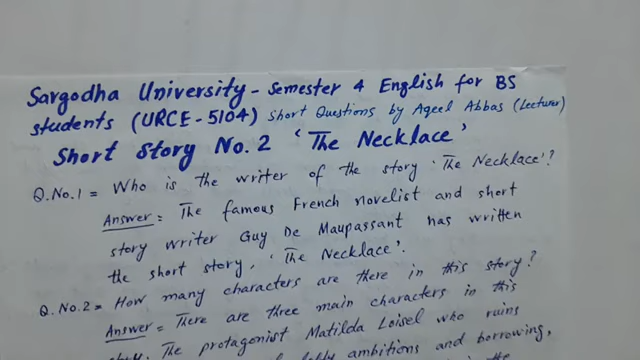 Sargodha University - Semester 4 English for BS
students (URCE - 5104) Short Questions by Aqeel Abbas (Lecturer)
Short Story No. 2 'The Necklace'
Q. No. 1 = Who is the writer of the story 'The Necklace'?
Answer = The famous French novelist and short
story writer Guy De Maupassant has written
the short story, 'The Necklace'.
Q. No. 2 = How many characters are there in this story?
Answer = There are three main characters in this
story. The protagonist Matilda Loisel who ruins
ambitions and borrowing,
the